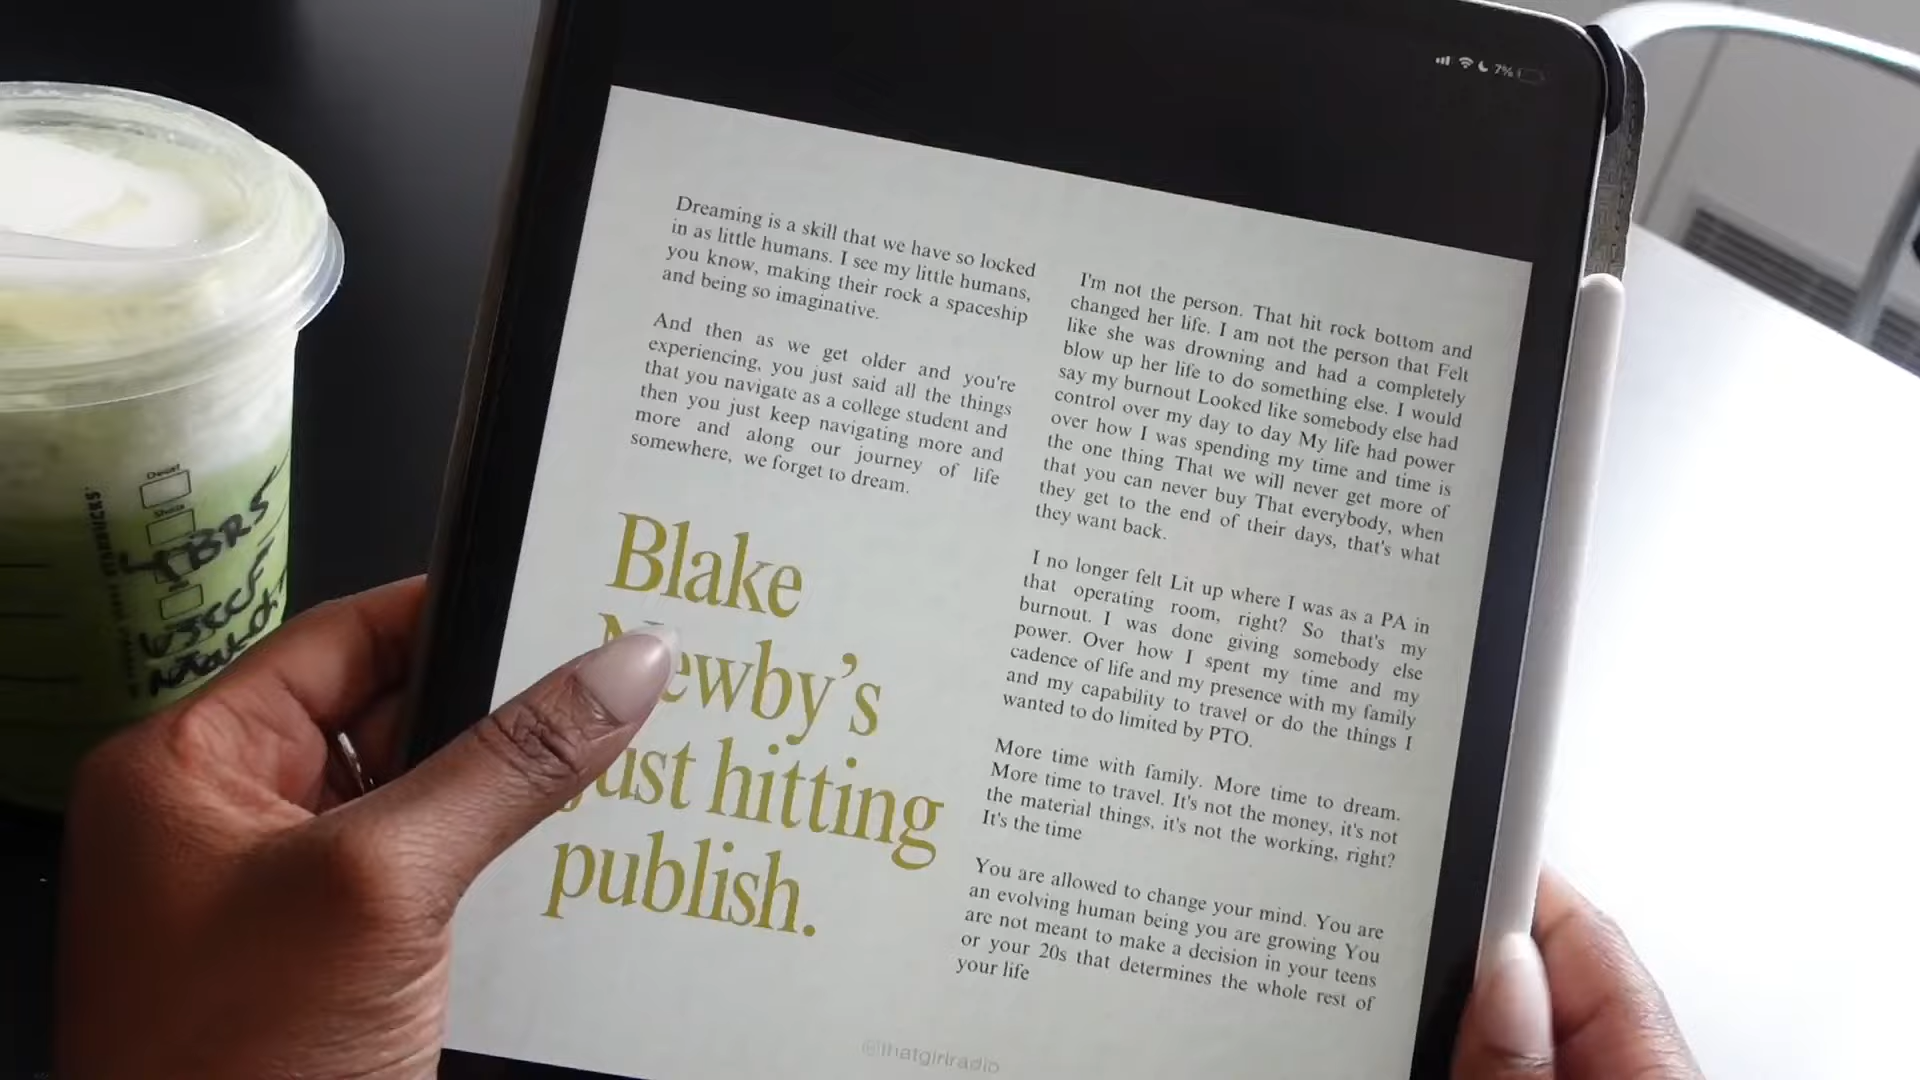 7%
Dreaming is a skill that we have so locked
in as little humans. I see my little humans,
you know, making their rock a spaceship
and being so imaginative.
And then as we get older and you're
experiencing, you just said all the things
that you navigate as a college student and
then you just keep navigating more and
more and along our journey of life
somewhere, we forget to dream.
Blake
Newby's
just hitting
publish.
I'm not the person. That hit rock bottom and
changed her life. I am not the person that Felt
like she was drowning and had a completely
blow up her life to do something else. I would
say my burnout Looked like somebody else had
control over my day to day My life had power
over how I was spending my time and time is
the one thing That we will never get more of
that you can never buy That everybody, when
they get to the end of their days, that's what
they want back.
I no longer felt Lit up where I was as a PA in
that operating room, right? So that's my
burnout. I was done giving somebody else
power. Over how I spent my time and my
cadence of life and my presence with my family
and my capability to travel or do the things I
wanted to do limited by PTO.
More time with family. More time to dream.
More time to travel. It's not the money, it's not
the material things, it's not the working, right?
It's the time
You are allowed to change your mind. You are
an evolving human being you are growing You
are not meant to make a decision in your teens
or your 20s that determines the whole rest of
your life
@thatgirlradio
Decaf
Shots